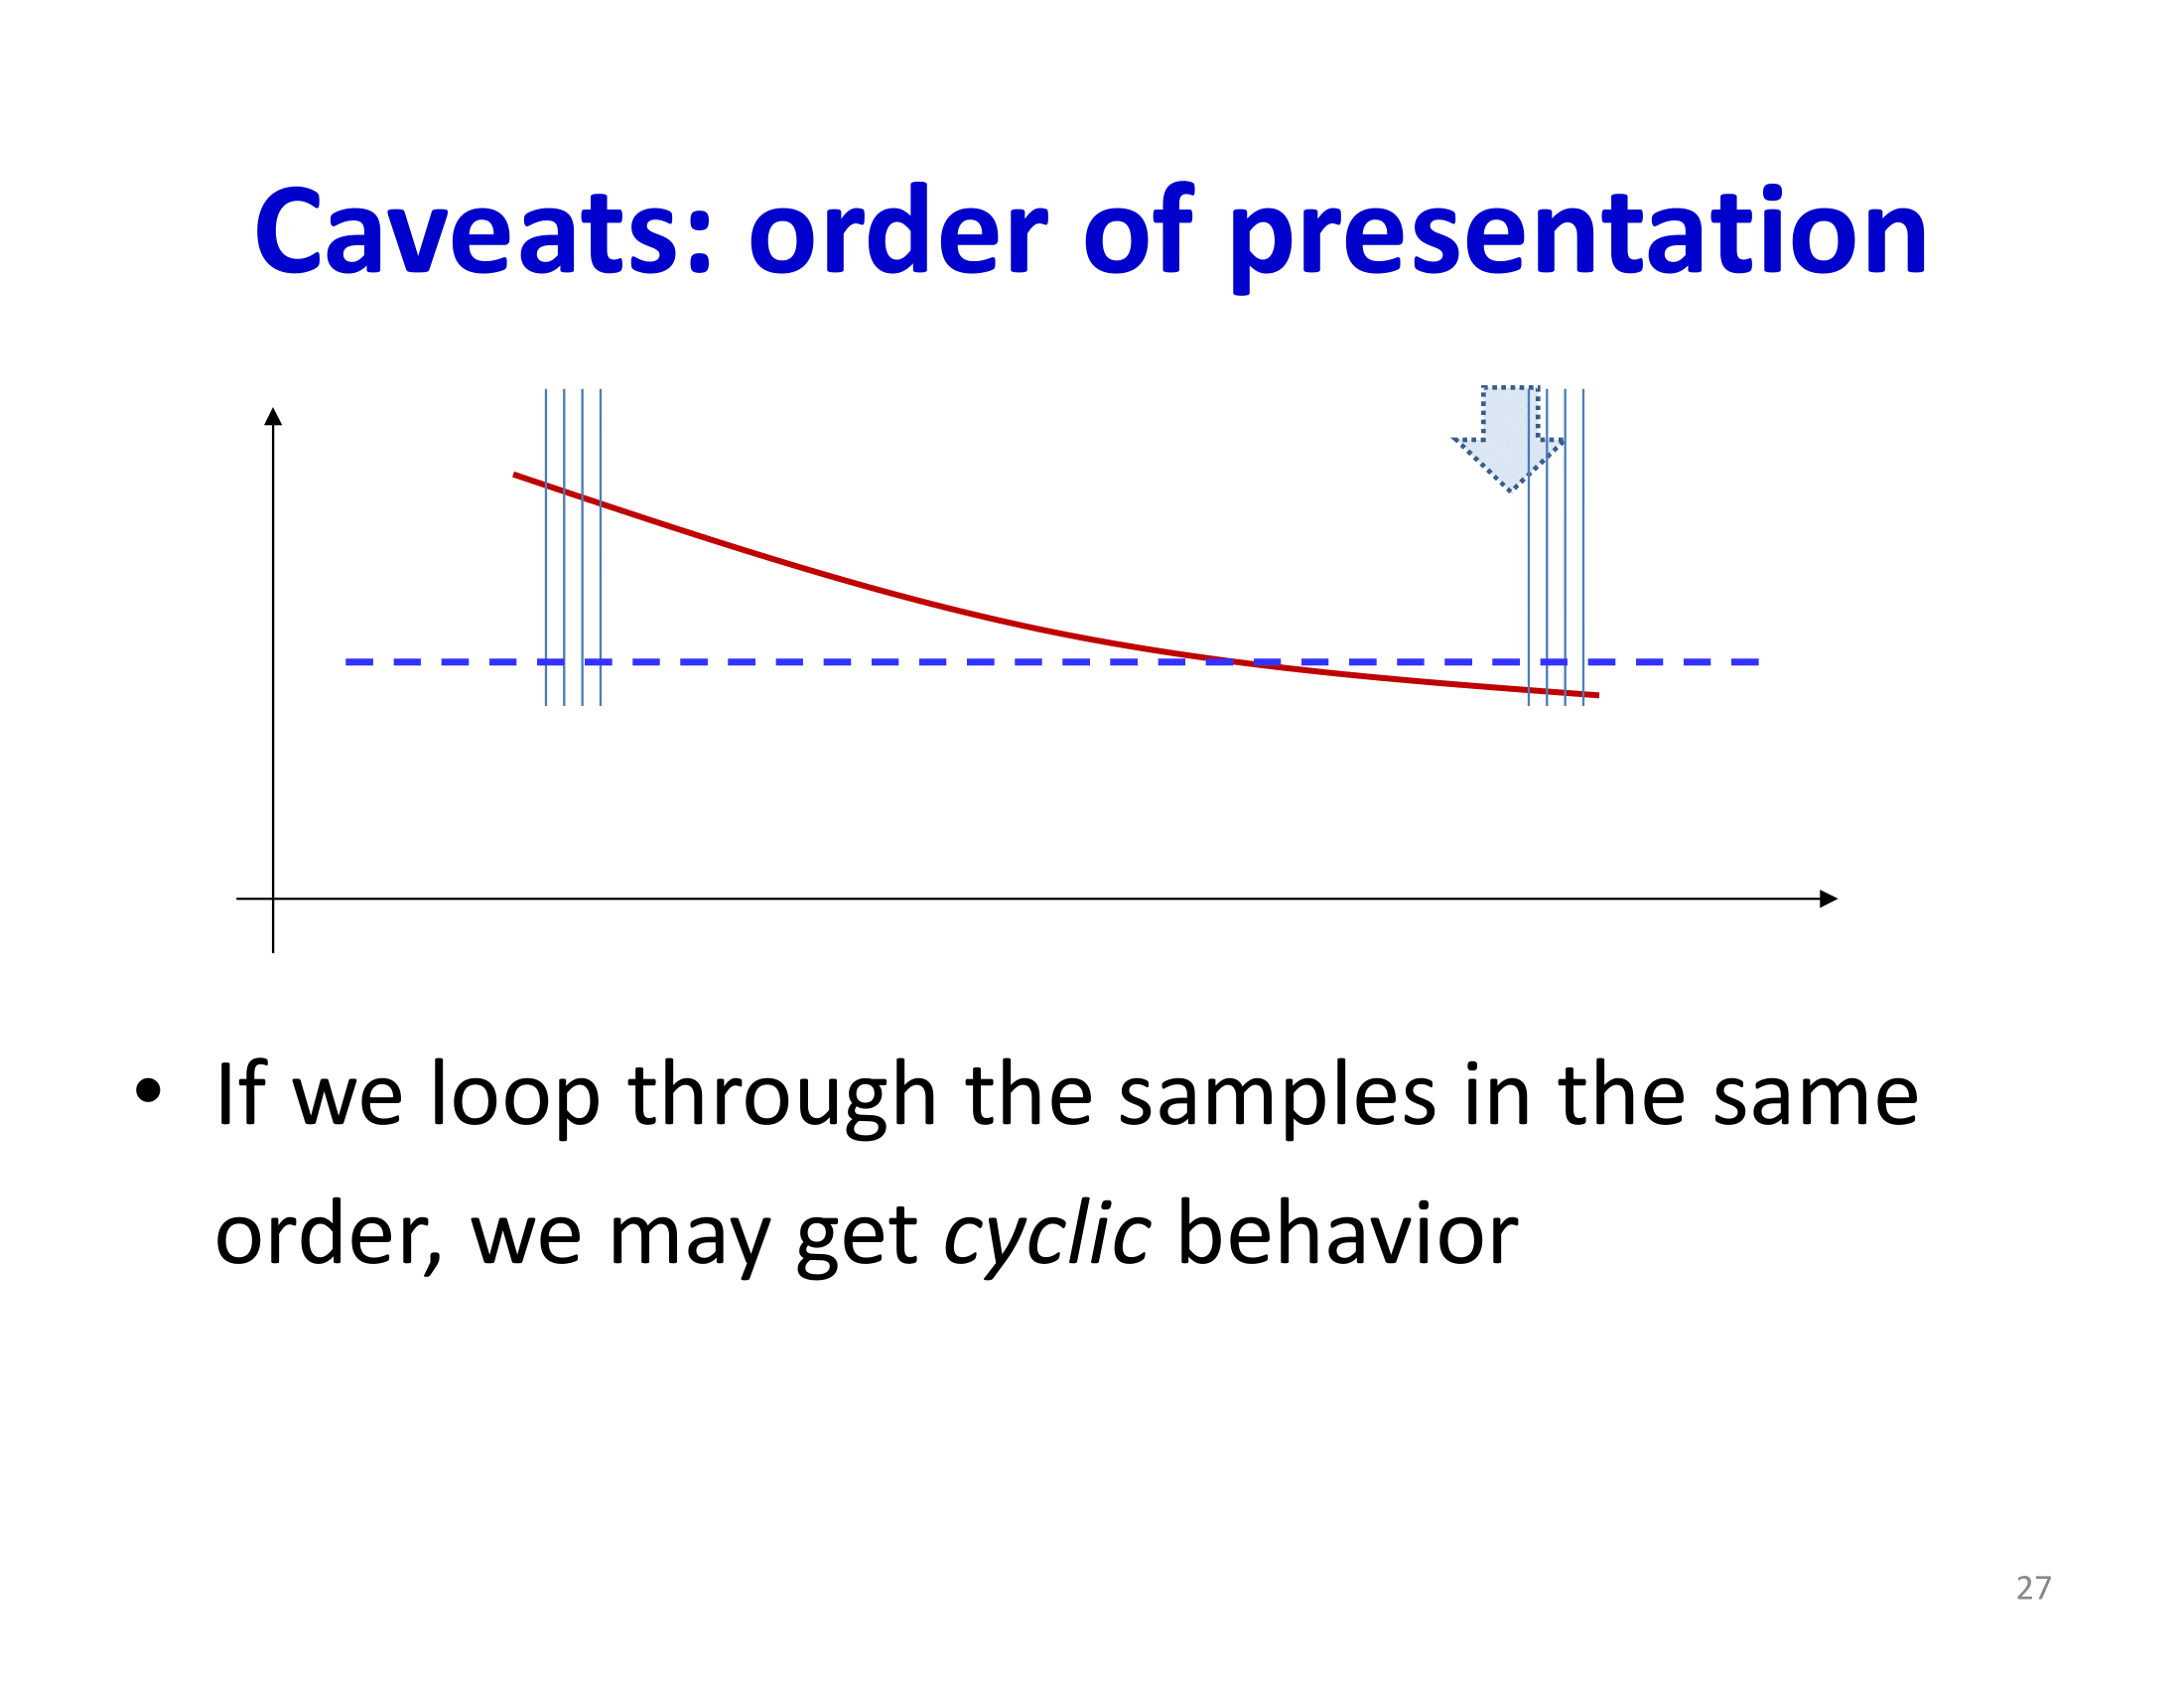 Caveats: order of presentation
• If we loop through the samples in the same
order, we may get cyclic behavior
27